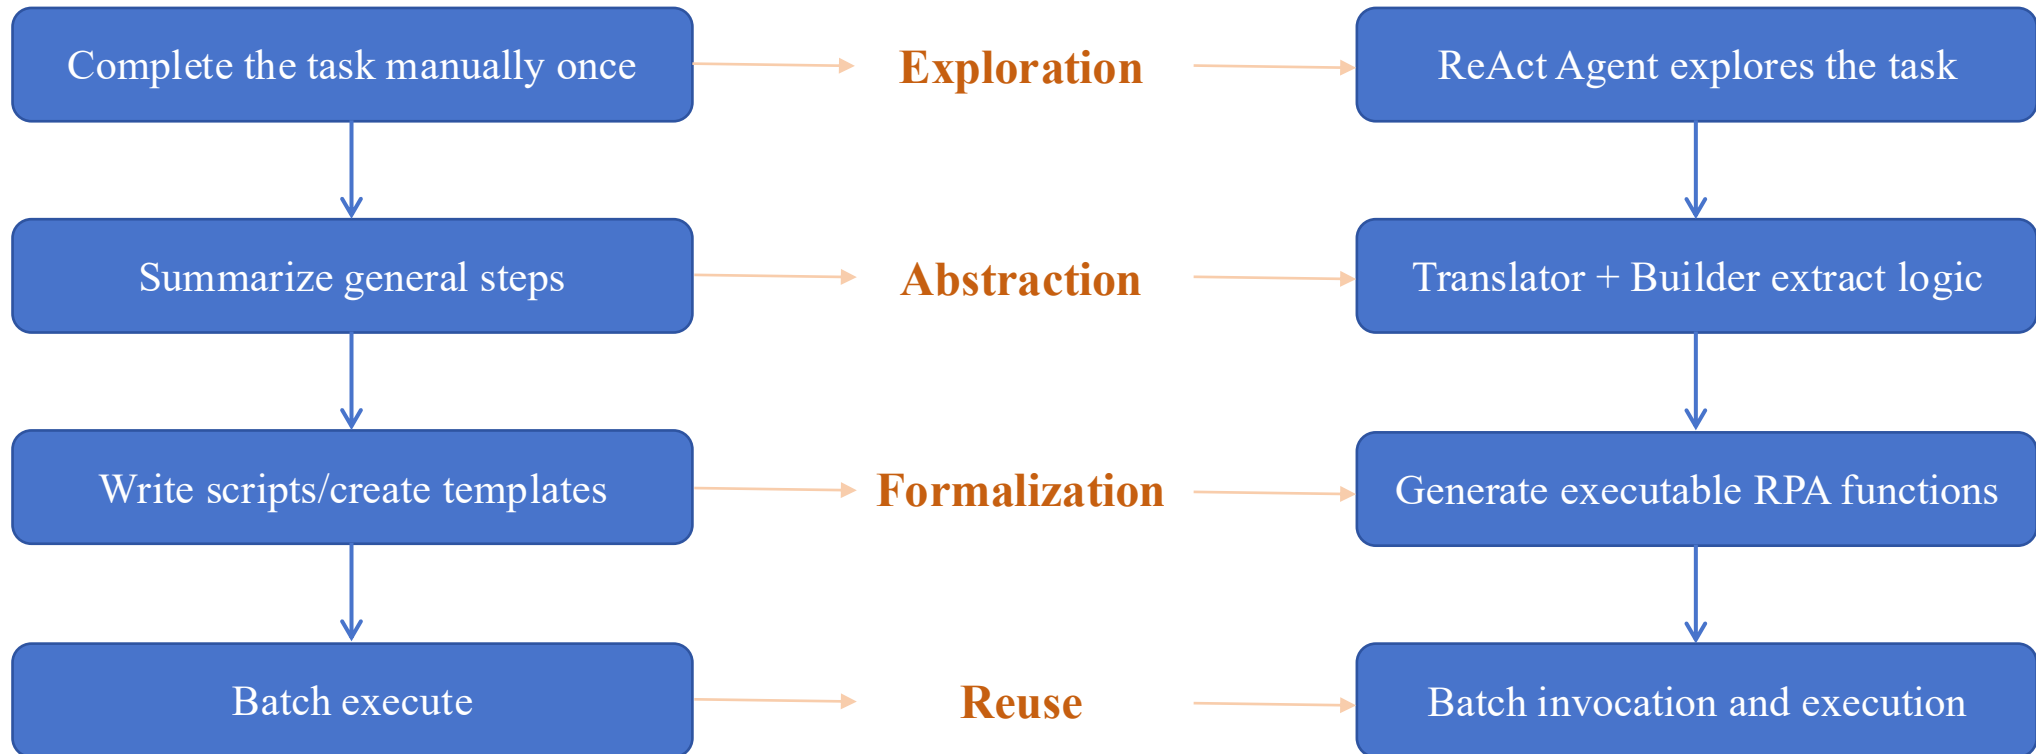 Complete the task manually once
Exploration
ReAct Agent explores the task
Summarize general steps
Abstraction
Translator + Builder extract logic
Write scripts/create templates
Formalization
Generate executable RPA functions
Batch execute
Reuse
Batch invocation and execution